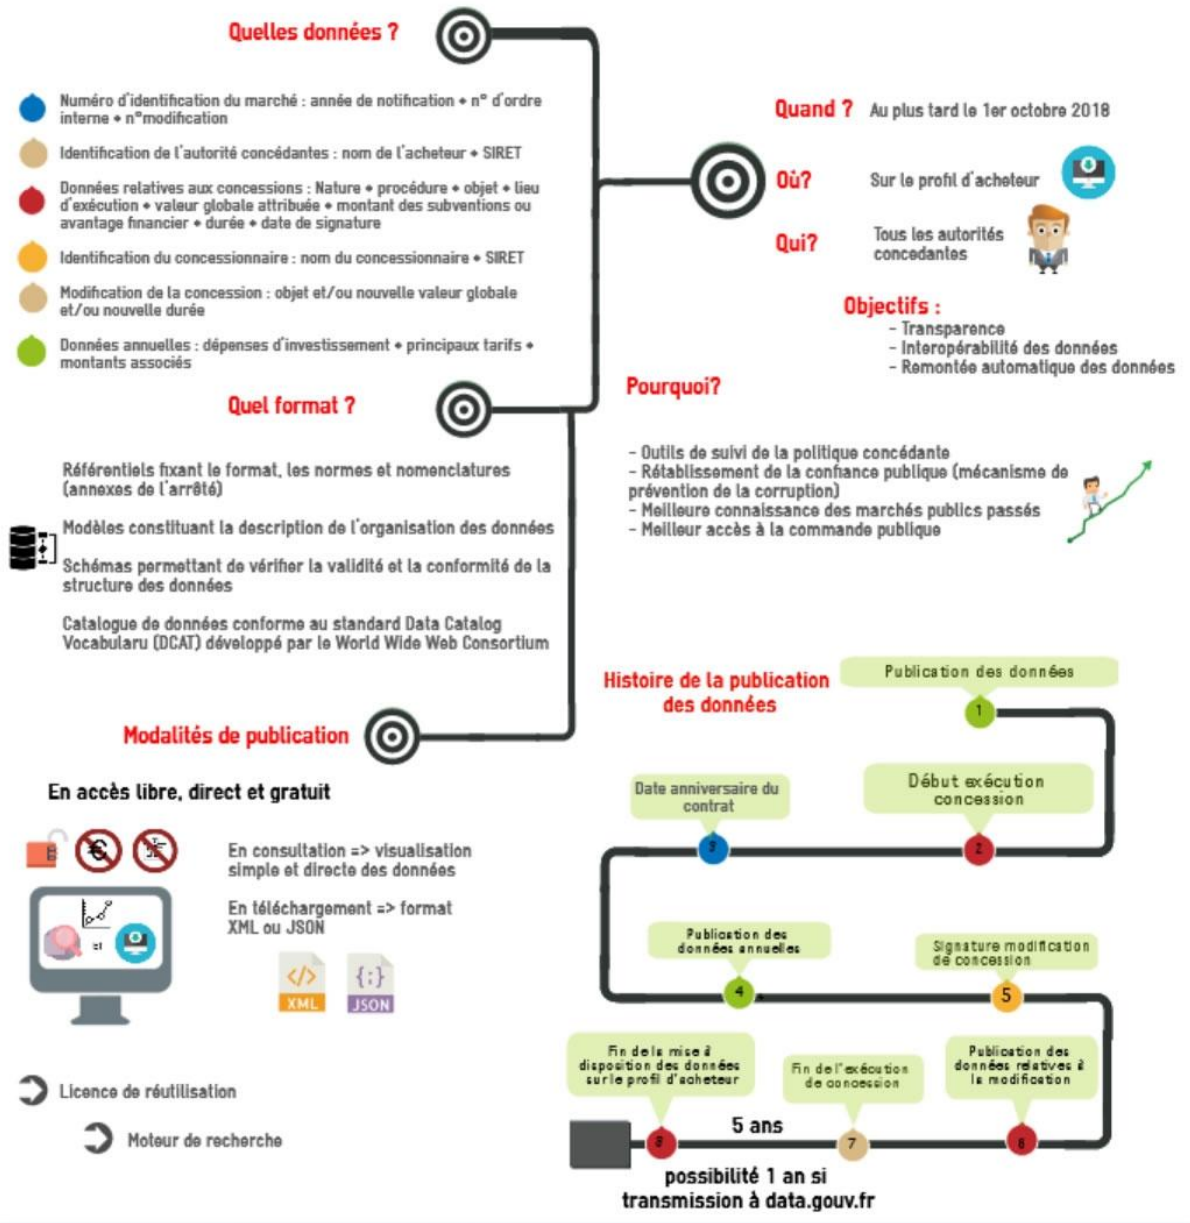 Quelles données ?
Numéro d'identification du marché : année de notification + n° d'ordre
interne + n°modification
Identification de l'autorité concédantes : nom de l'acheteur + SIRET
Données relatives aux concessions : Nature + procédure + objet + lieu
d'exécution + valeur globale attribuée + montant des subventions ou
avantage financier + durée + date de signature
Identification du concessionnaire : nom du concessionnaire + SIRET
Modification de la concession : objet et/ou nouvelle valeur globale
et/ou nouvelle durée
Données annuelles : dépenses d'investissement + principaux tarifs +
montants associés
Quand ? Au plus tard le 1er octobre 2018
Où? Sur le profil d'acheteur
Qui? Tous les autorités
concedantes
Objectifs :
- Transparence
- Interopérabilité des données
- Remontée automatique des données
Pourquoi?
- Outils de suivi de la politique concédante
- Rétablissement de la confiance publique (mécanisme de
prévention de la corruption)
- Meilleure connaissance des marchés publics passés
- Meilleur accès à la commande publique
Quel format ?
Référentiels fixant le format, les normes et nomenclatures
(annexes de l'arrêté)
Modèles constituant la description de l'organisation des données
Schémas permettant de vérifier la validité et la conformité de la
structure des données
Catalogue de données conforme au standard Data Catalog
Vocabularu (DCAT) développé par le World Wide Web Consortium
Modalités de publication
En accès libre, direct et gratuit
En consultation => visualisation
simple et directe des données
En téléchargement => format
XML ou JSON
</>
XML
{;}
JSON
Licence de réutilisation
Moteur de recherche
Histoire de la publication
des données
Publication des données
1
Début exécution
concession
2
Date anniversaire du
contrat
3
Publication des
données annuelles
4
Signature modification
de concession
5
Publication des
données relatives à
la modification
6
Fin de l'exécution
de concession
7
Fin de la mise à
disposition des données
sur le profil d'acheteur
8
5 ans
possibilité 1 an si
transmission à data.gouv.fr